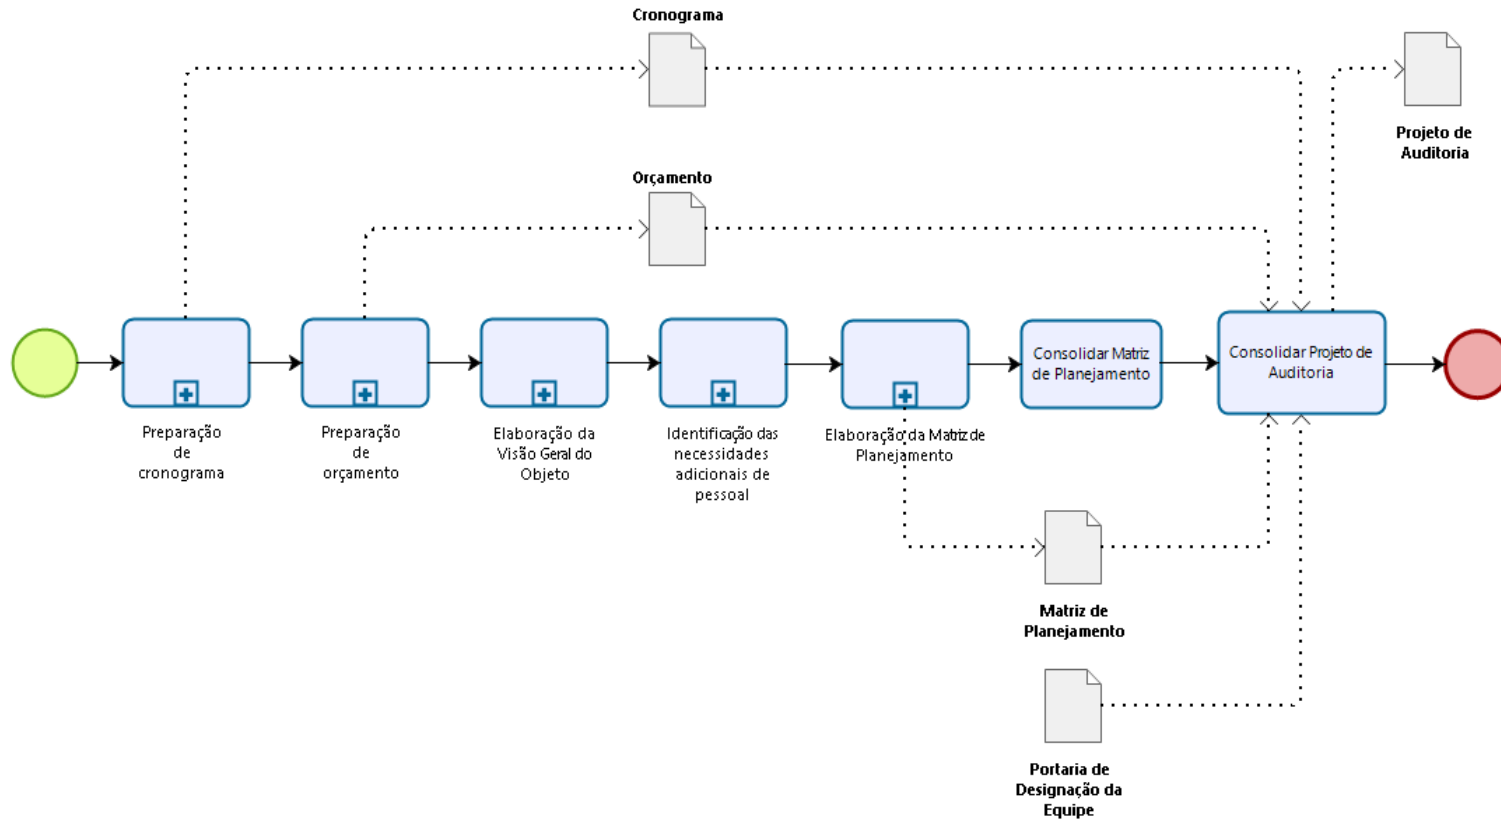 Cronograma
Projeto de
Auditoria
Orçamento
Consolidar Matriz
de Planejamento
Consolidar Projeto de
Auditoria
Preparação
de
cronograma
Preparação
de
orçamento
Elaboração da
Visão Geral do
Objeto
Identificação das
necessidades
adicionais de
pessoal
Elaboração da Matriz de
Planejamento
Matriz de
Planejamento
Portaria de
Designação da
Equipe